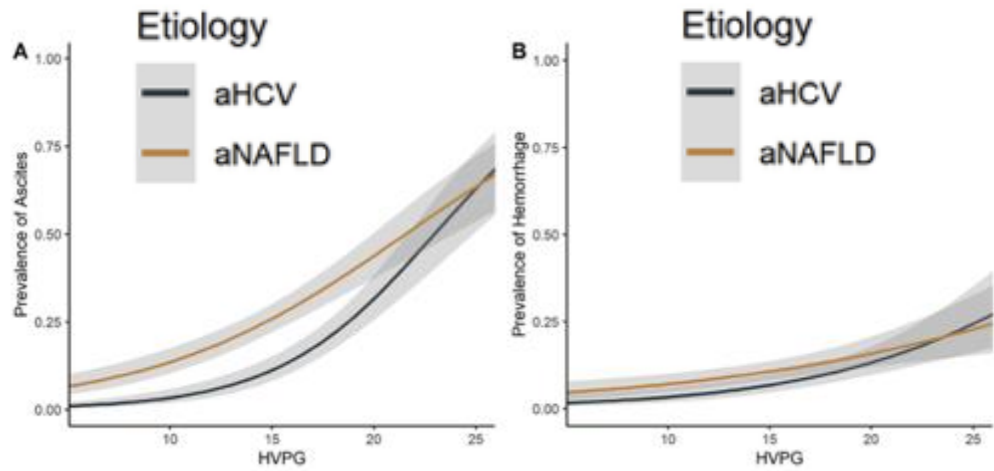 Etiology
A
aHCV
aNAFLD
Prevalence of Ascites
1.00
0.75
0.50
0.25
0.00
10
15
20
25
HVPG
Etiology
B
aHCV
aNAFLD
Prevalence of Hemorrhage
1.00
0.75
0.50
0.25
0.00
10
15
20
25
HVPG